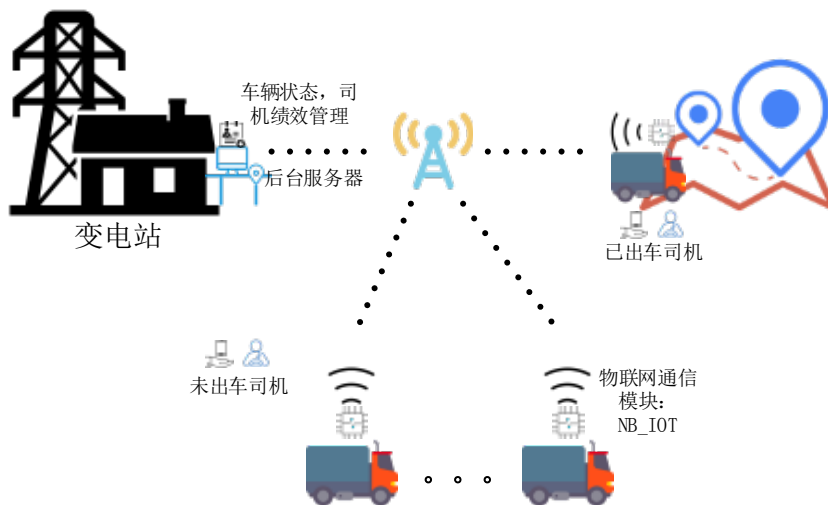 车辆状态，司
机绩效管理
后台服务器
变电站
已出车司机
未出车司机
物联网通信
模块：
NB_IOT